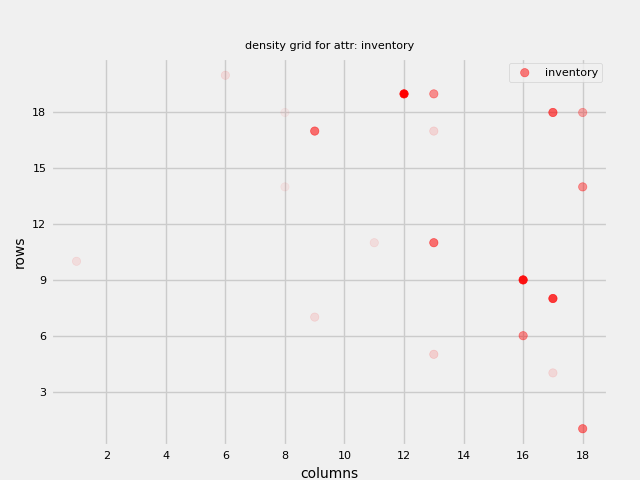 density grid for attr: inventory
inventory
18
15
12
9
6
3
rows
2 4 6 8 10 12 14 16 18
columns